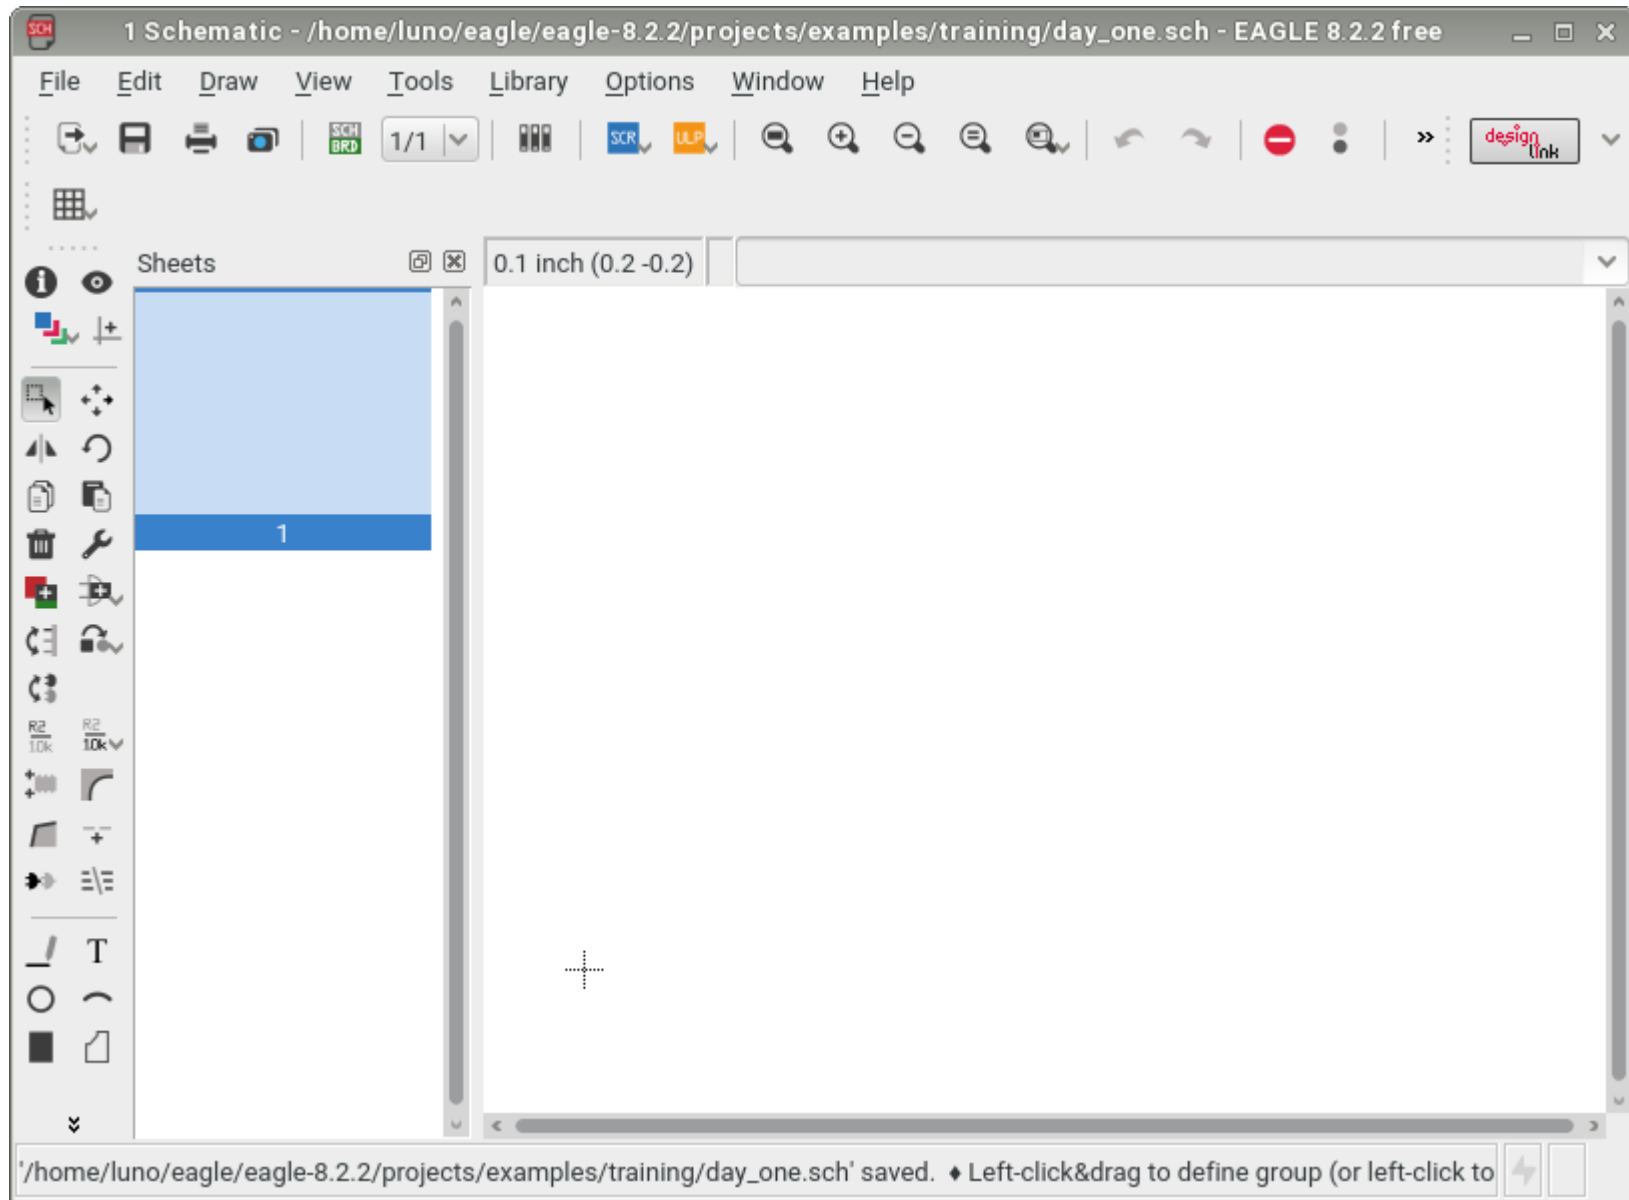 1 Schematic - /home/luno/eagle/eagle-8.2.2/projects/examples/training/day_one.sch - EAGLE 8.2.2 free
File Edit Draw View Tools Library Options Window Help
SCH
SCH
BRD
1/1
SCR
ULP
design
link
Sheets
0.1 inch (0.2 -0.2)
1
R2
10k
R2
10k
T
'/home/luno/eagle/eagle-8.2.2/projects/examples/training/day_one.sch' saved. ♦ Left-click&drag to define group (or left-click to